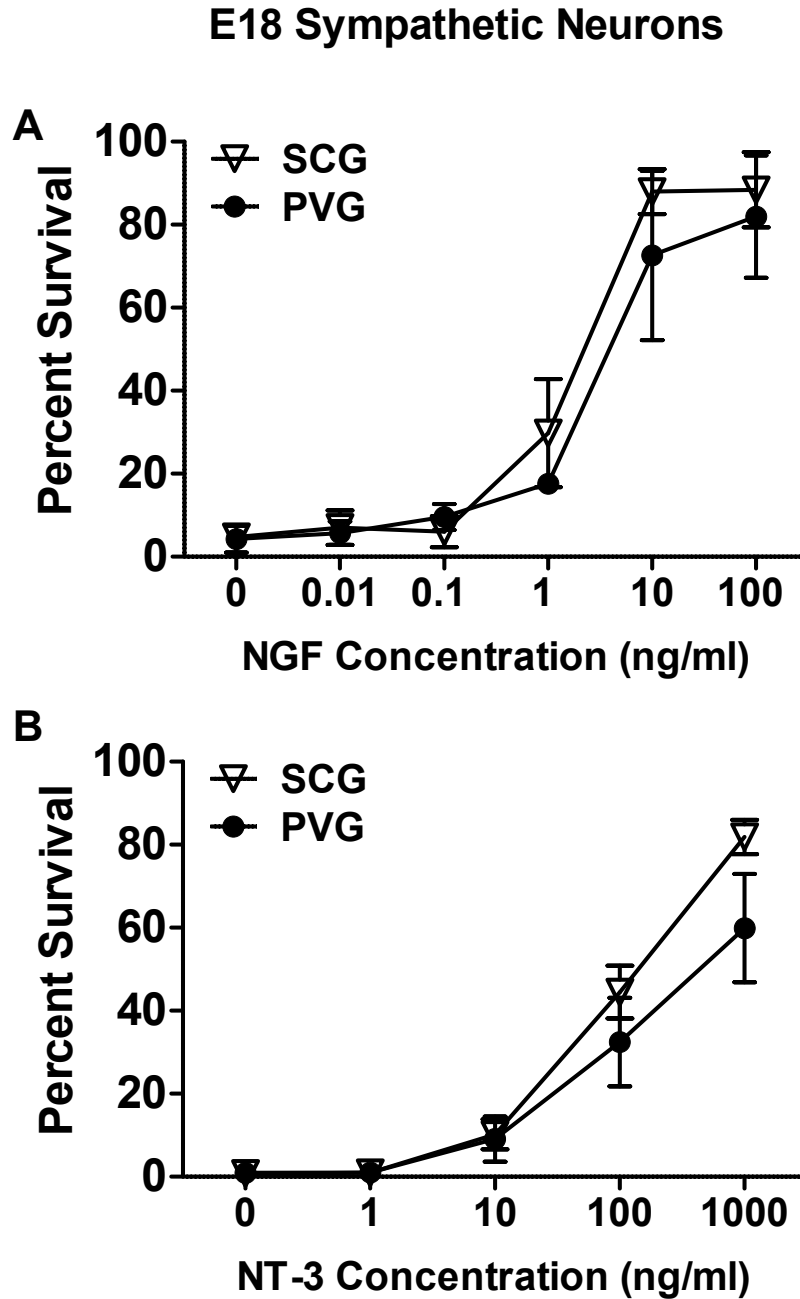 E18 Sympathetic Neurons
A
100
80
60
40
20
0
Percent Survival
SCG
PVG
0 0.01 0.1 1 10 100
NGF Concentration (ng/ml)
B
100
80
60
40
20
0
Percent Survival
SCG
PVG
0 1 10 100 1000
NT-3 Concentration (ng/ml)